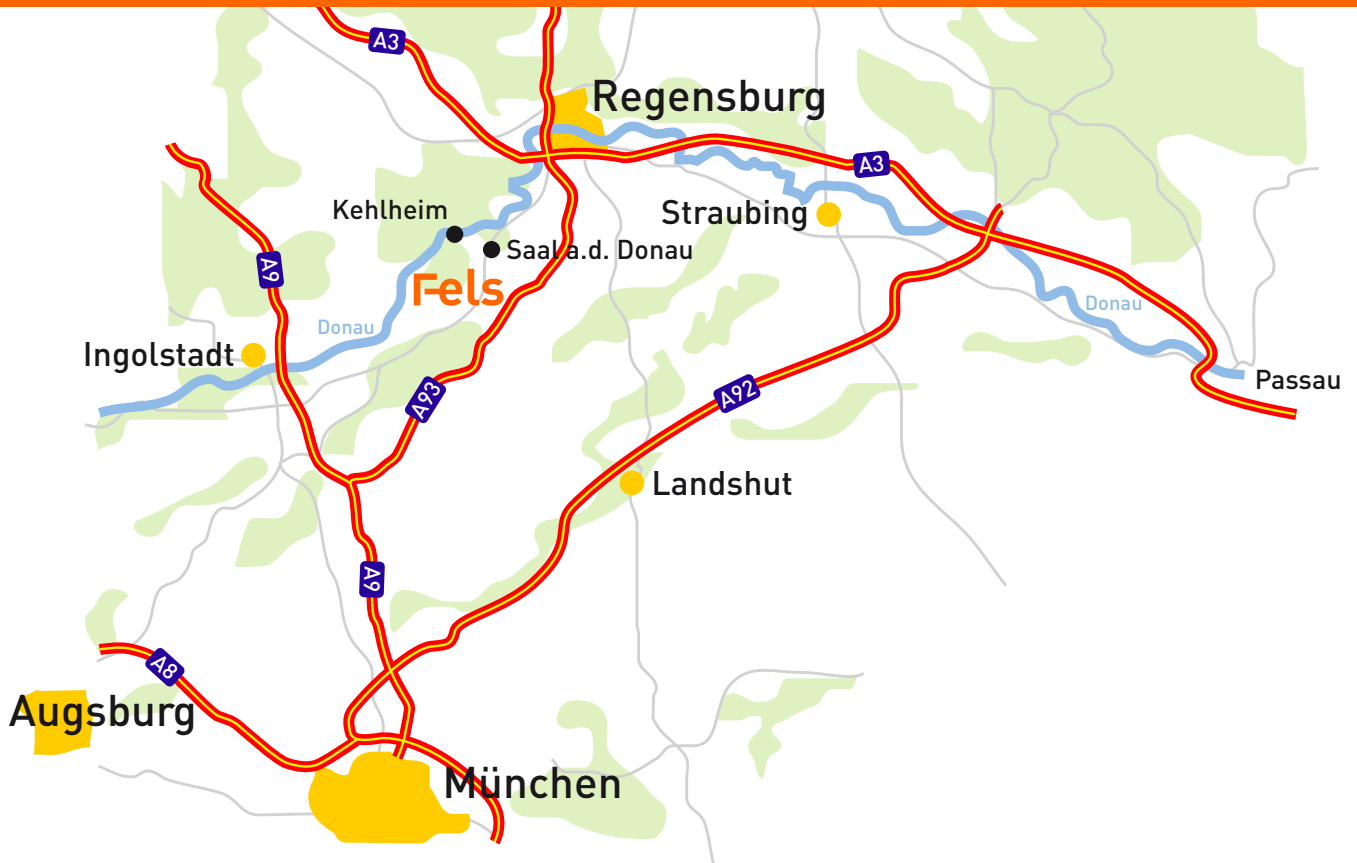 A3
Regensburg
A3
Kehlheim
Straubing
Saal a.d. Donau
A9
Fels
Donau
Donau
Ingolstadt
Passau
A93
A92
Landshut
A9
A8
Augsburg
München